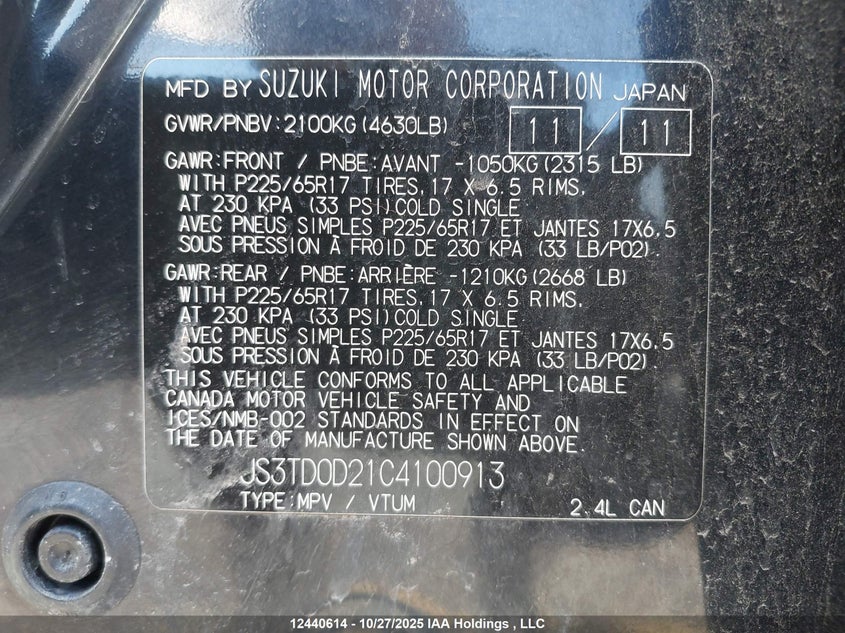 MFD BY SUZUKI MOTOR CORPORATION JAPAN
GVWR/PNBV:2100KG(4630LB) 11 / 11
GAWR:FRONT / PNBE:AVANT -1050KG(2315 LB)
WITH P225/65R17 TIRES,17 X 6.5 RIMS,
AT 230 KPA (33 PSI)COLD SINGLE
AVEC PNEUS SIMPLES P225/65R17 ET JANTES 17X6.5
SOUS PRESSION À FROID DE 230 KPA (33 LB/PO2).
GAWR:REAR / PNBE:ARRIÈRE -1210KG(2668 LB)
WITH P225/65R17 TIRES,17 X 6.5 RIMS,
AT 230 KPA (33 PSI)COLD SINGLE
AVEC PNEUS SIMPLES P225/65R17 ET JANTES 17X6.5
SOUS PRESSION À FROID DE 230 KPA (33 LB/PO2).
THIS VEHICLE CONFORMS TO ALL APPLICABLE
CANADA MOTOR VEHICLE SAFETY AND
ICES/NMB-002 STANDARDS IN EFFECT ON
THE DATE OF MANUFACTURE SHOWN ABOVE.
JS3TD0D21C4100913
TYPE:MPV / VTUM 2.4L CAN
12440614 - 10/27/2025 IAA Holdings , LLC